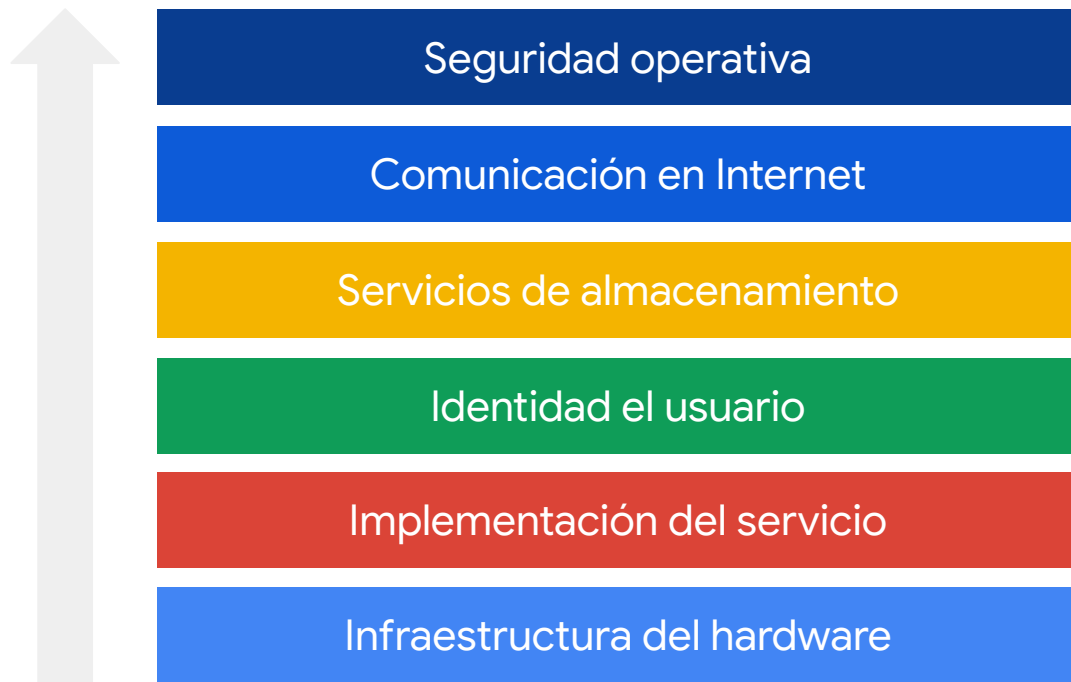 Seguridad operativa
Comunicación en Internet
Servicios de almacenamiento
Identidad el usuario
Implementación del servicio
Infraestructura del hardware